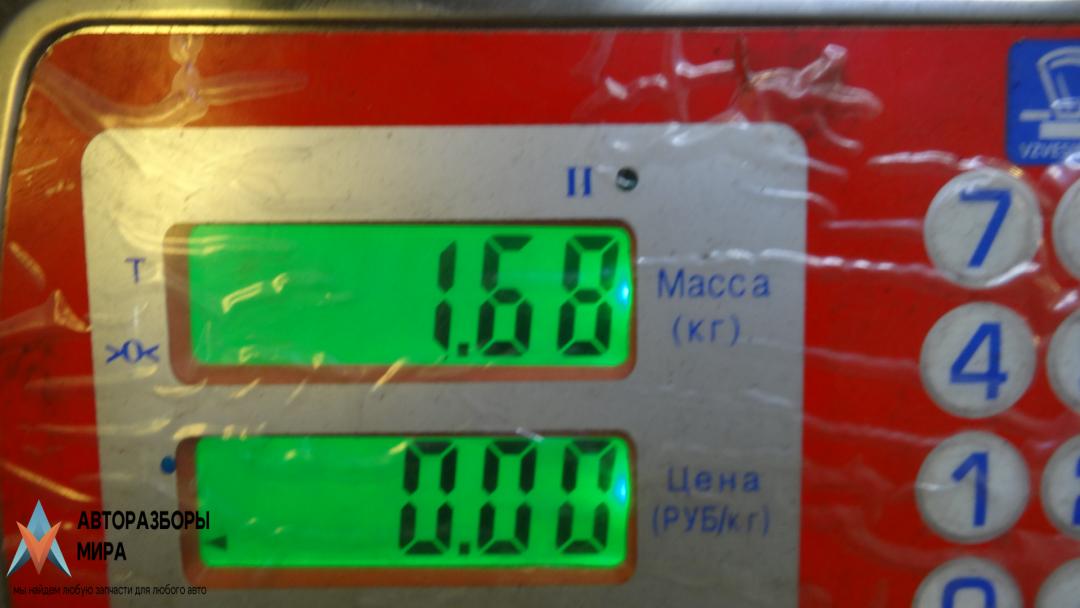 II
1.68
Масса
(кг)
T
>0<
0.00
Цена
(РУБ/кг)
7
4
1
АВТОРАЗБОРЫ
МИРА
мы найдем любую запчасти для любого авто